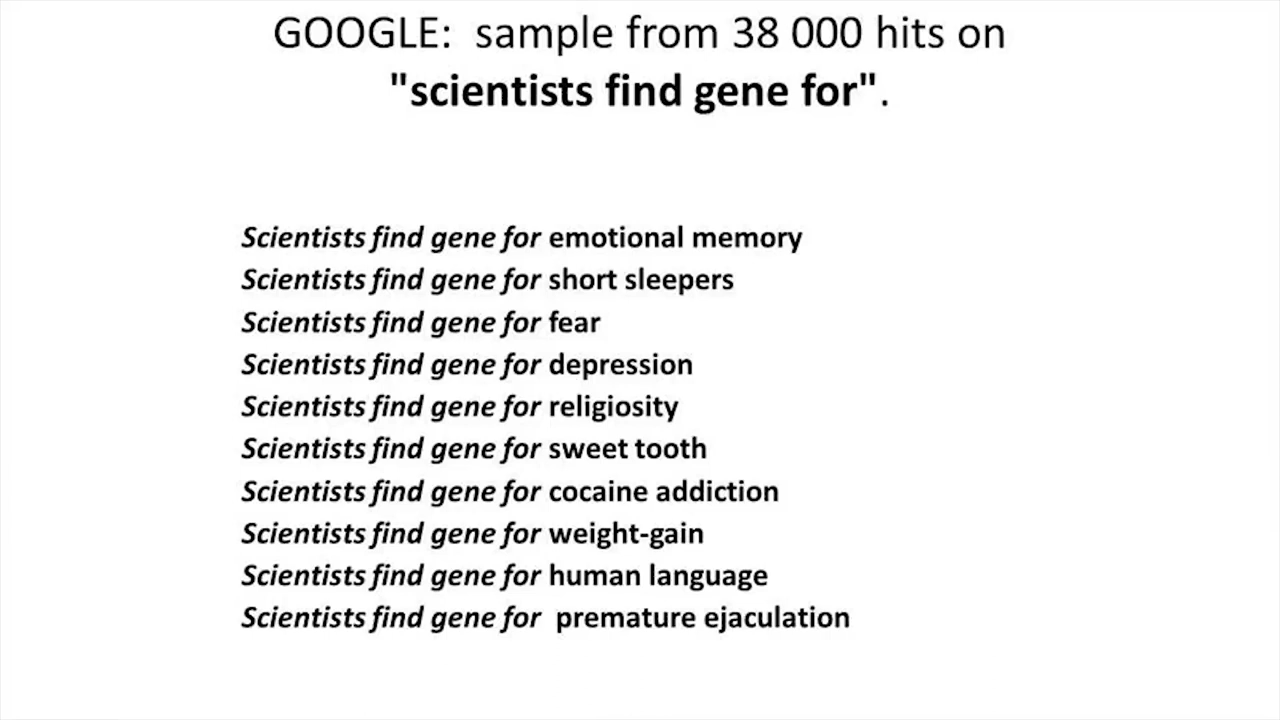 GOOGLE: sample from 38 000 hits on
"scientists find gene for".
Scientists find gene for emotional memory
Scientists find gene for short sleepers
Scientists find gene for fear
Scientists find gene for depression
Scientists find gene for religiosity
Scientists find gene for sweet tooth
Scientists find gene for cocaine addiction
Scientists find gene for weight-gain
Scientists find gene for human language
Scientists find gene for premature ejaculation